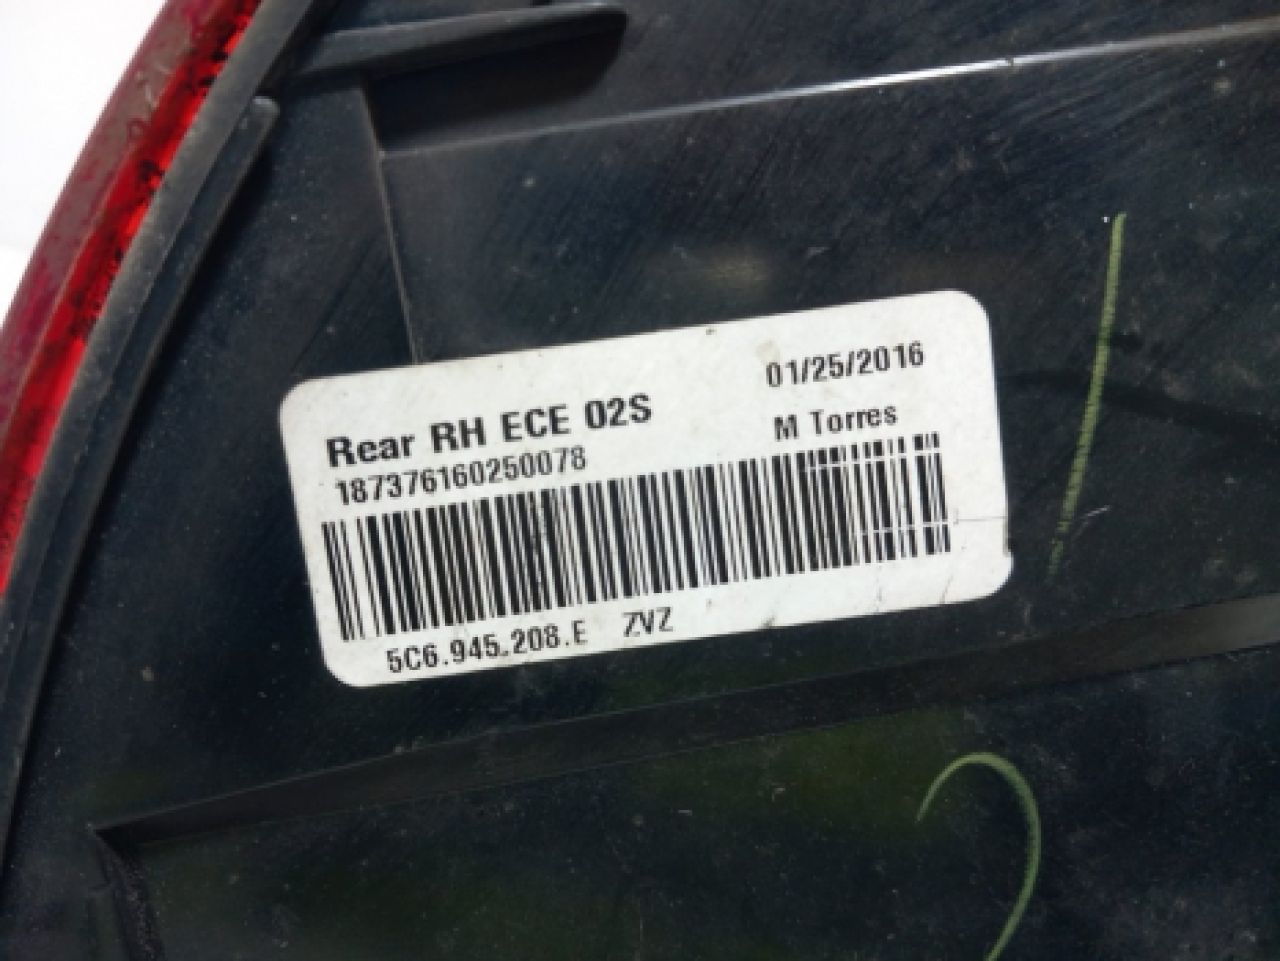 Rear RH ECE 02S
01/25/2016
187376160250078
M Torres
5C6.945.208.E ZVZ